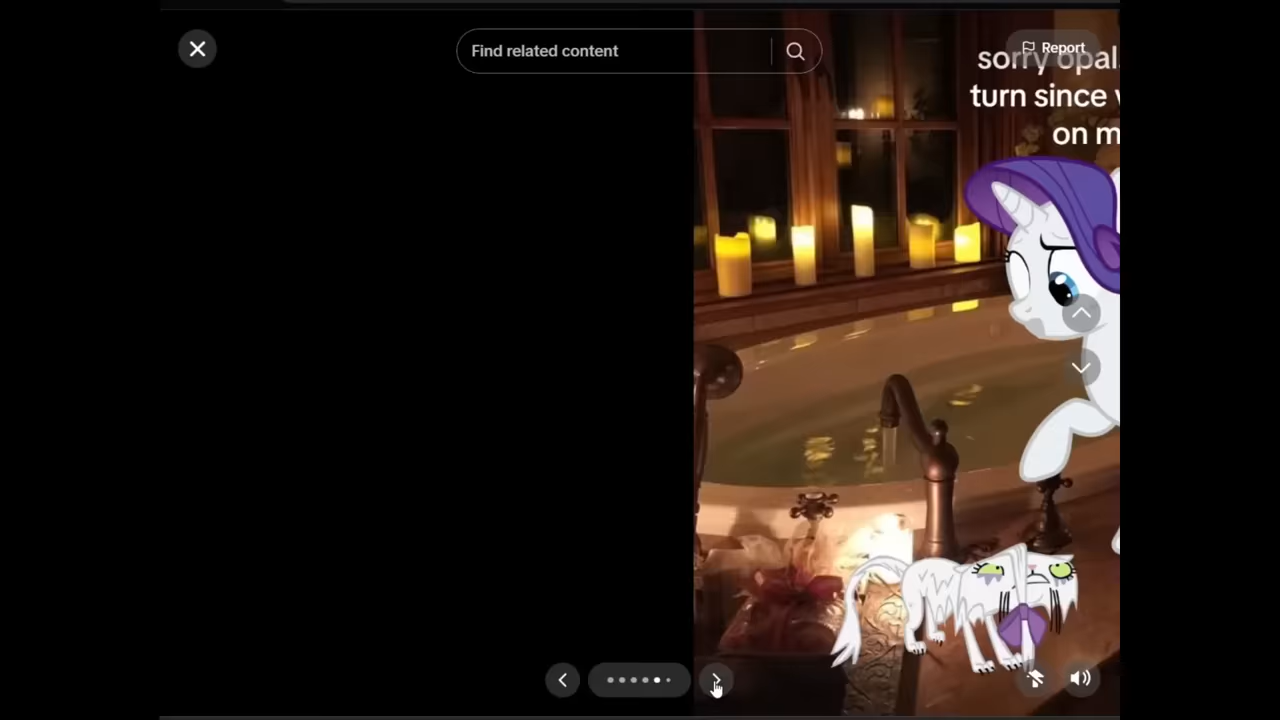 Find related content
Report
sorry opal.
turn since
on m